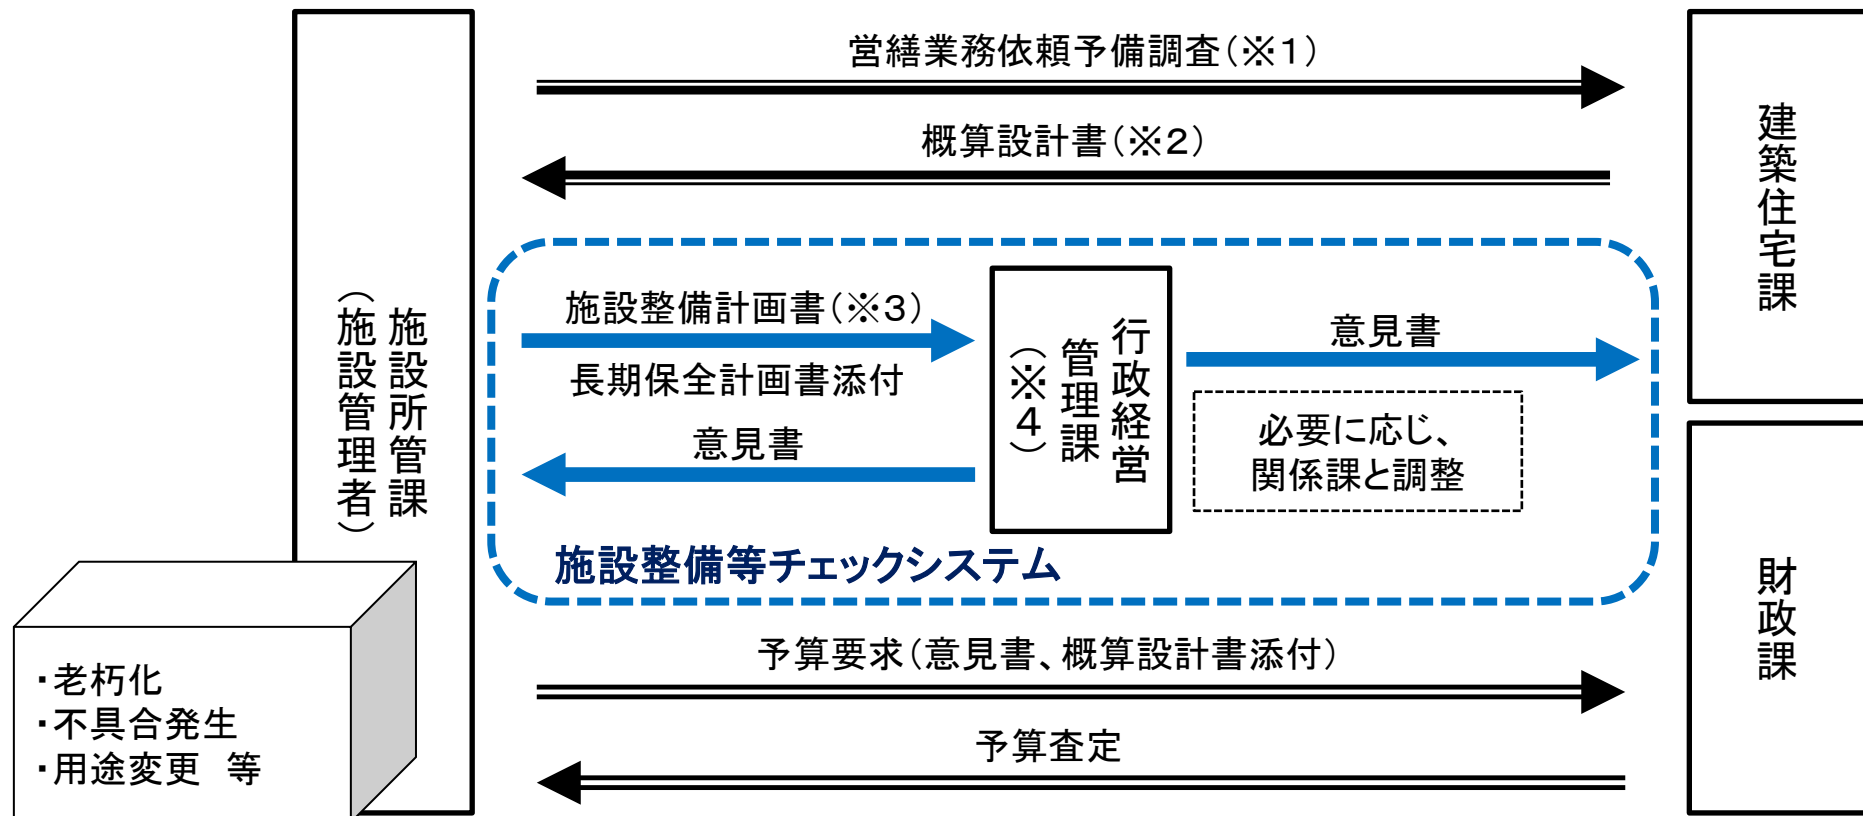 営繕業務依頼予備調査(※1)
概算設計書(※2)
建築住宅課
施設所管課
(施設管理者)
施設整備計画書(※3)
長期保全計画書添付
意見書
行政経営
管理課
(※4)
意見書
必要に応じ、
関係課と調整
施設整備等チェックシステム
財政課
予算要求(意見書、概算設計書添付)
予算査定
・老朽化
・不具合発生
・用途変更　等